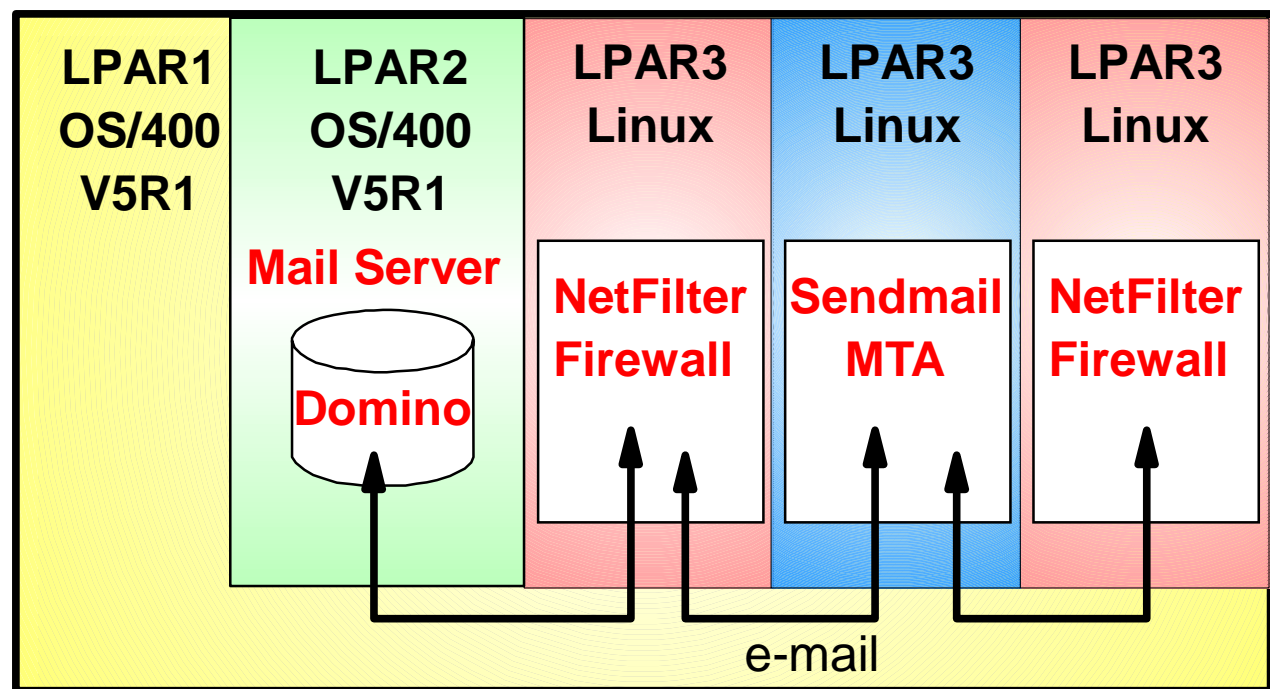 LPAR1
OS/400
V5R1
LPAR2
OS/400
V5R1
Mail Server
Domino
LPAR3
Linux
NetFilter
Firewall
LPAR3
Linux
Sendmail
MTA
LPAR3
Linux
NetFilter
Firewall
e-mail